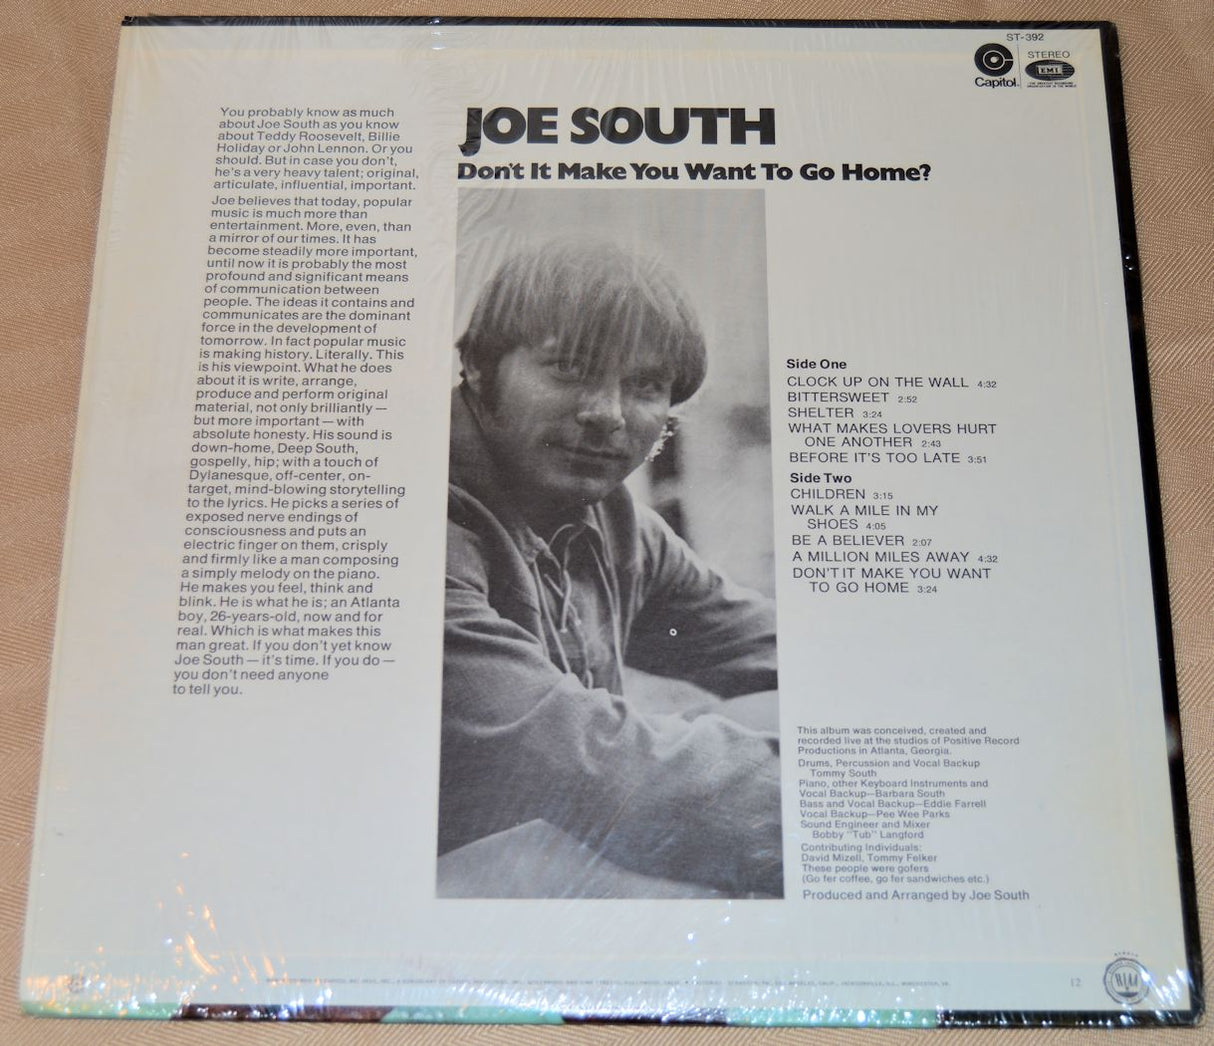 ST-392
Capitol
STEREO
EMI
JOE SOUTH
Don't It Make You Want To Go Home?
You probably know as much
about Joe South as you know
about Teddy Roosevelt, Billie
Holiday or John Lennon. Or you
should. But in case you don't,
he's a very heavy talent; original,
articulate, influential, important.
Joe believes that today, popular
music is much more than
entertainment. More, even, than
a mirror of our times. It has
become steadily more important,
until now it is probably the most
profound and significant means
of communication between
people. The ideas it contains and
communicates are the dominant
force in the development of
tomorrow. In fact popular music
is making history. Literally. This
is his viewpoint. What he does
about it is write, arrange,
produce and perform original
material, not only brilliantly —
but more important — with
absolute honesty. His sound is
down-home, Deep South,
gospelly, hip; with a touch of
Dylanesque, off-center, on-
target, mind-blowing storytelling
to the lyrics. He picks a series of
exposed nerve endings of
consciousness and puts an
electric finger on them, crisply
and firmly like a man composing
a simply melody on the piano.
He makes you feel, think and
blink. He is what he is; an Atlanta
boy, 26-years-old, now and for
real. Which is what makes this
man great. If you don't yet know
Joe South — it's time. If you do —
you don't need anyone
to tell you.
Side One
CLOCK UP ON THE WALL 4:32
BITTERSWEET 2:52
SHELTER 3:24
WHAT MAKES LOVERS HURT
ONE ANOTHER 2:43
BEFORE IT'S TOO LATE 3:51
Side Two
CHILDREN 3:15
WALK A MILE IN MY
SHOES 4:05
BE A BELIEVER 2:07
A MILLION MILES AWAY 4:32
DON'T IT MAKE YOU WANT
TO GO HOME 3:24
This album was conceived, created and
recorded live at the studios of Positive Record
Productions in Atlanta, Georgia.
Drums, Percussion and Vocal Backup
Tommy South
Piano, other Keyboard Instruments and
Vocal Backup—Barbara South
Bass and Vocal Backup—Eddie Farrell
Vocal Backup—Pee Wee Parks
Sound Engineer and Mixer
Bobby "Tub" Langford
Contributing Individuals:
David Mizell, Tommy Felker
These people were gofers
(Go fer coffee, go fer sandwiches etc.)
Produced and Arranged by Joe South
12
RIAA